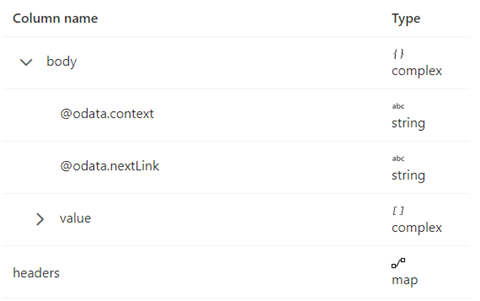 Column name Type
body { } complex
@odata.context abc string
@odata.nextLink abc string
value [ ] complex
headers map